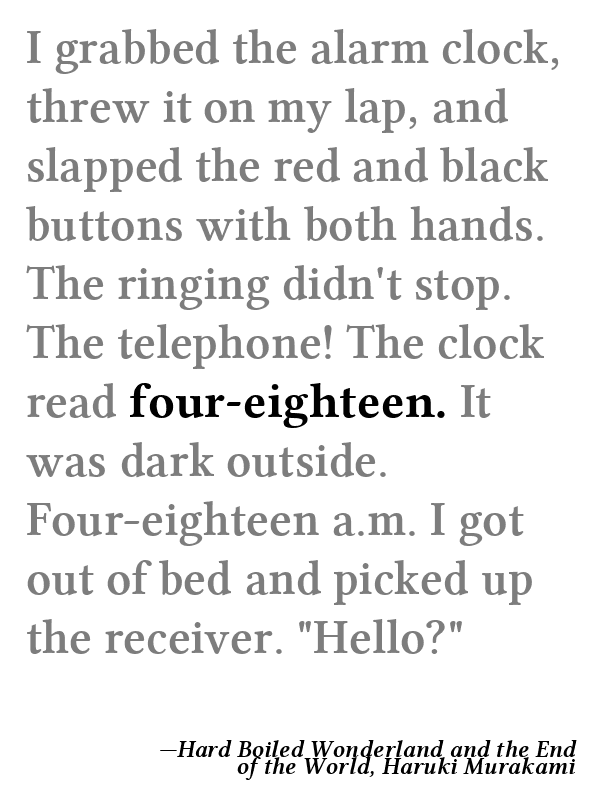 I grabbed the alarm clock,
threw it on my lap, and
slapped the red and black
buttons with both hands.
The ringing didn't stop.
The telephone! The clock
read four-eighteen. It
was dark outside.
Four-eighteen a.m. I got
out of bed and picked up
the receiver. "Hello?"
—Hard Boiled Wonderland and the End
of the World, Haruki Murakami